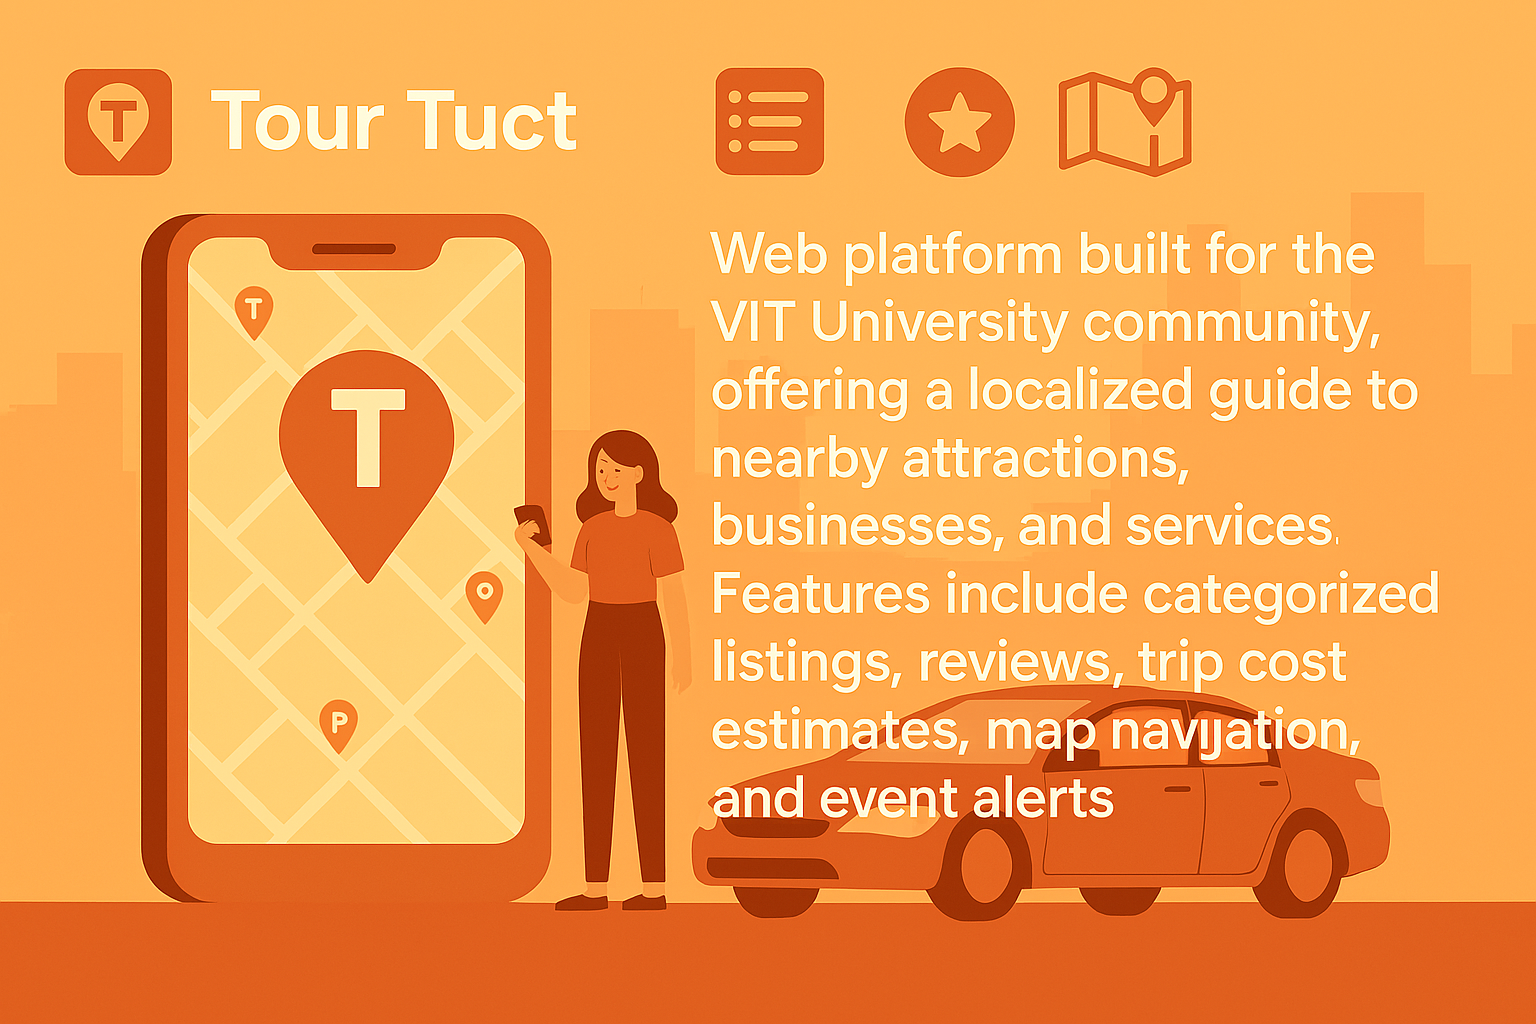 T
Tour Tuct
T
T
P
Web platform built for the
VIT University community,
offering a localized guide to
nearby attractions,
businesses, and services.
Features include categorized
listings, reviews, trip cost
estimates, map navıȷation,
and event alerts